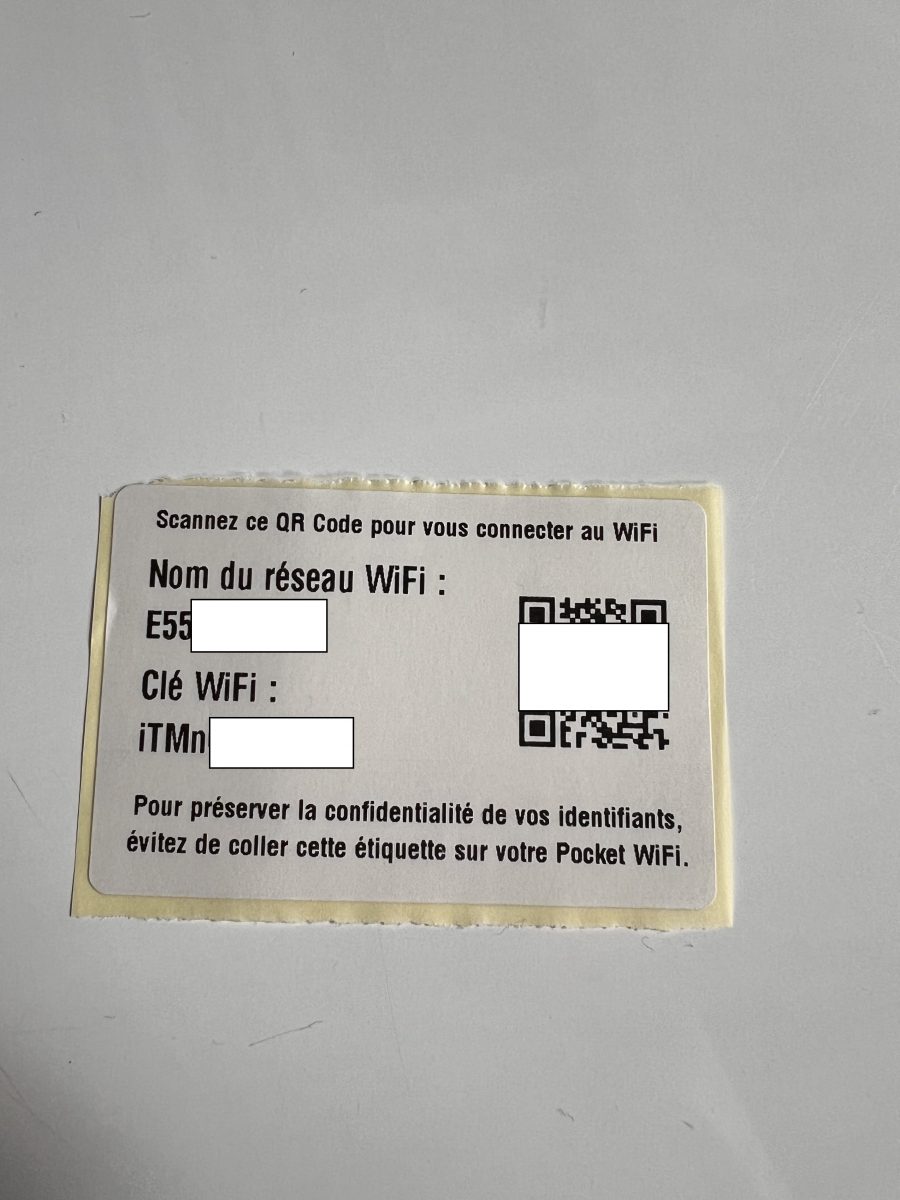 Scannez ce QR Code pour vous connecter au WiFi
Nom du réseau WiFi :
E55
Clé WiFi :
iTMn
Pour préserver la confidentialité de vos identifiants,
évitez de coller cette étiquette sur votre Pocket WiFi.